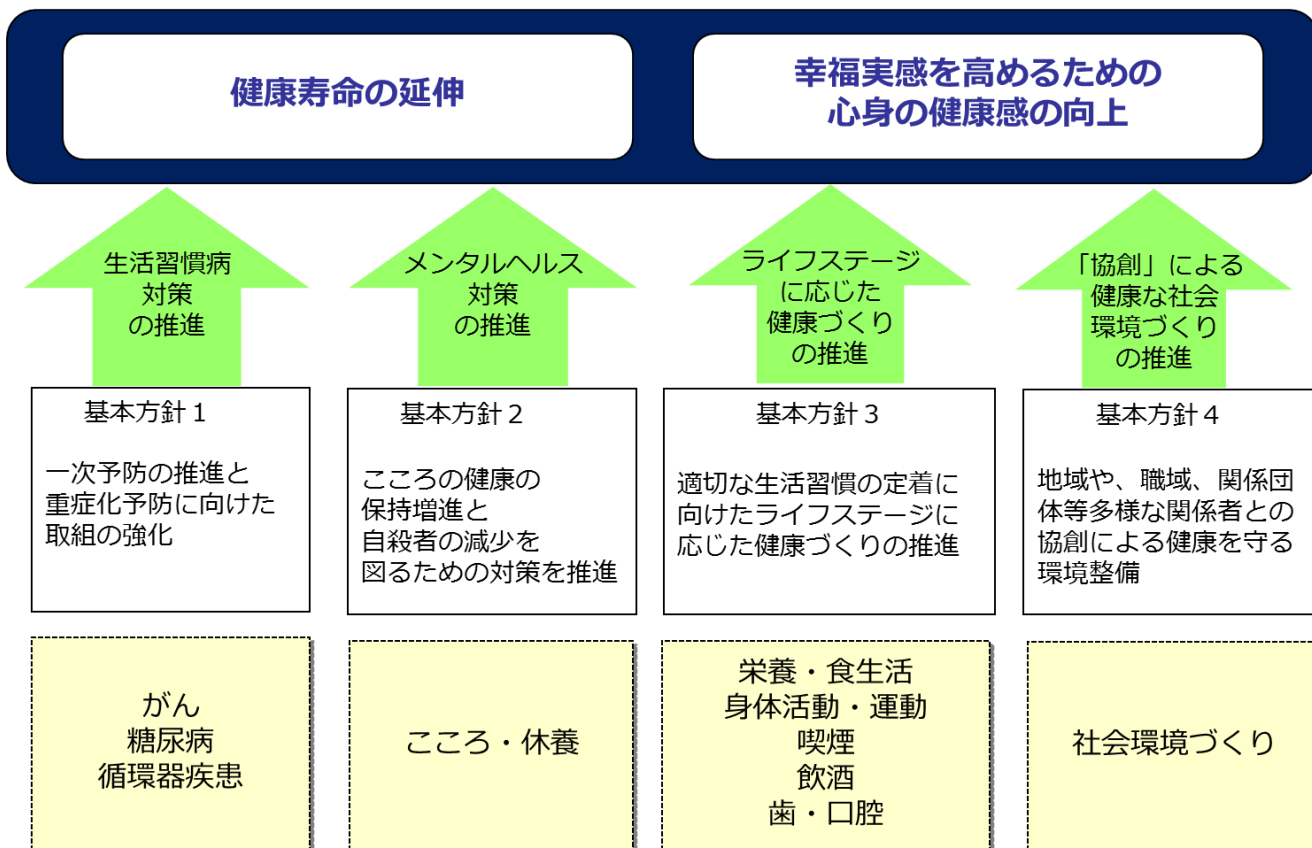 健康寿命の延伸
幸福実感を高めるための
心身の健康感の向上
生活習慣病
対策
の推進
メンタルヘルス
対策
の推進
ライフステージ
に応じた
健康づくり
の推進
「協創」による
健康な社会
環境づくり
の推進
基本方針１
一次予防の推進と
重症化予防に向けた
取組の強化
基本方針２
こころの健康の
保持増進と
自殺者の減少を
図るための対策を推進
基本方針３
適切な生活習慣の定着に
向けたライフステージに
応じた健康づくりの推進
基本方針４
地域や、職域、関係団
体等多様な関係者との
協創による健康を守る
環境整備
がん
糖尿病
循環器疾患
こころ・休養
栄養・食生活
身体活動・運動
喫煙
飲酒
歯・口腔
社会環境づくり